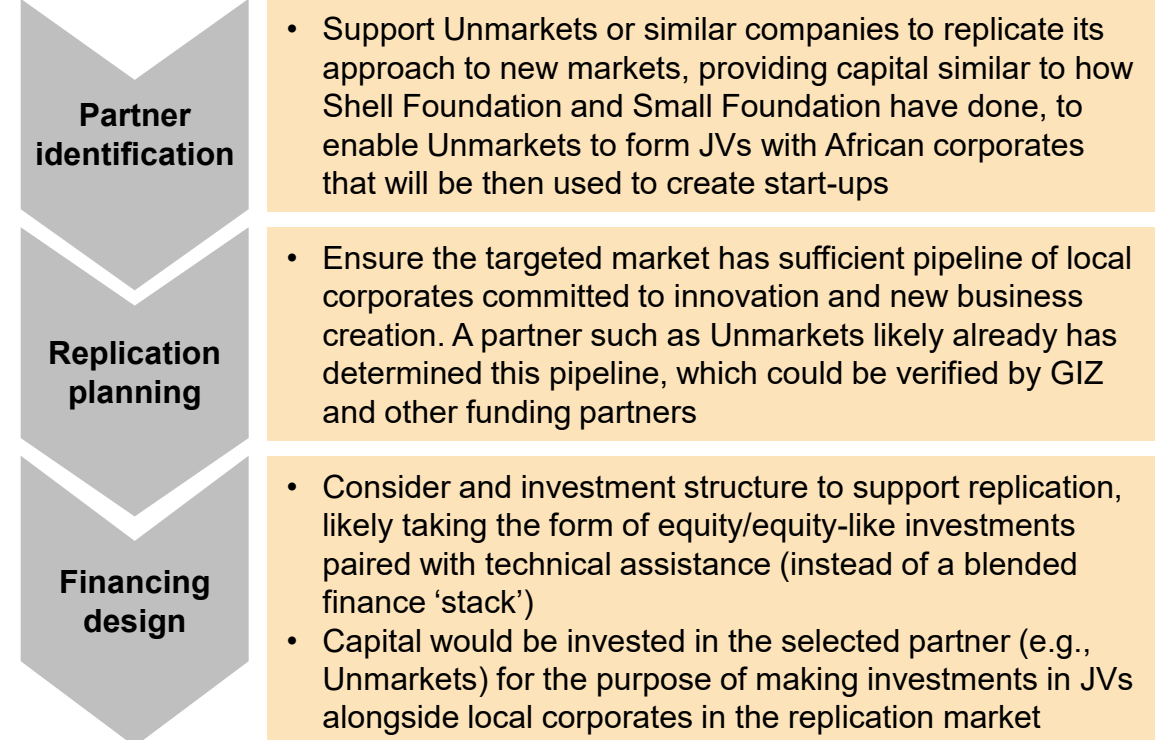 Partner
identification
• Support Unmarkets or similar companies to replicate its
approach to new markets, providing capital similar to how
Shell Foundation and Small Foundation have done, to
enable Unmarkets to form JVs with African corporates
that will be then used to create start-ups
Replication
planning
• Ensure the targeted market has sufficient pipeline of local
corporates committed to innovation and new business
creation. A partner such as Unmarkets likely already has
determined this pipeline, which could be verified by GIZ
and other funding partners
Financing
design
• Consider and investment structure to support replication,
likely taking the form of equity/equity-like investments
paired with technical assistance (instead of a blended
finance ‘stack’)
• Capital would be invested in the selected partner (e.g.,
Unmarkets) for the purpose of making investments in JVs
alongside local corporates in the replication market